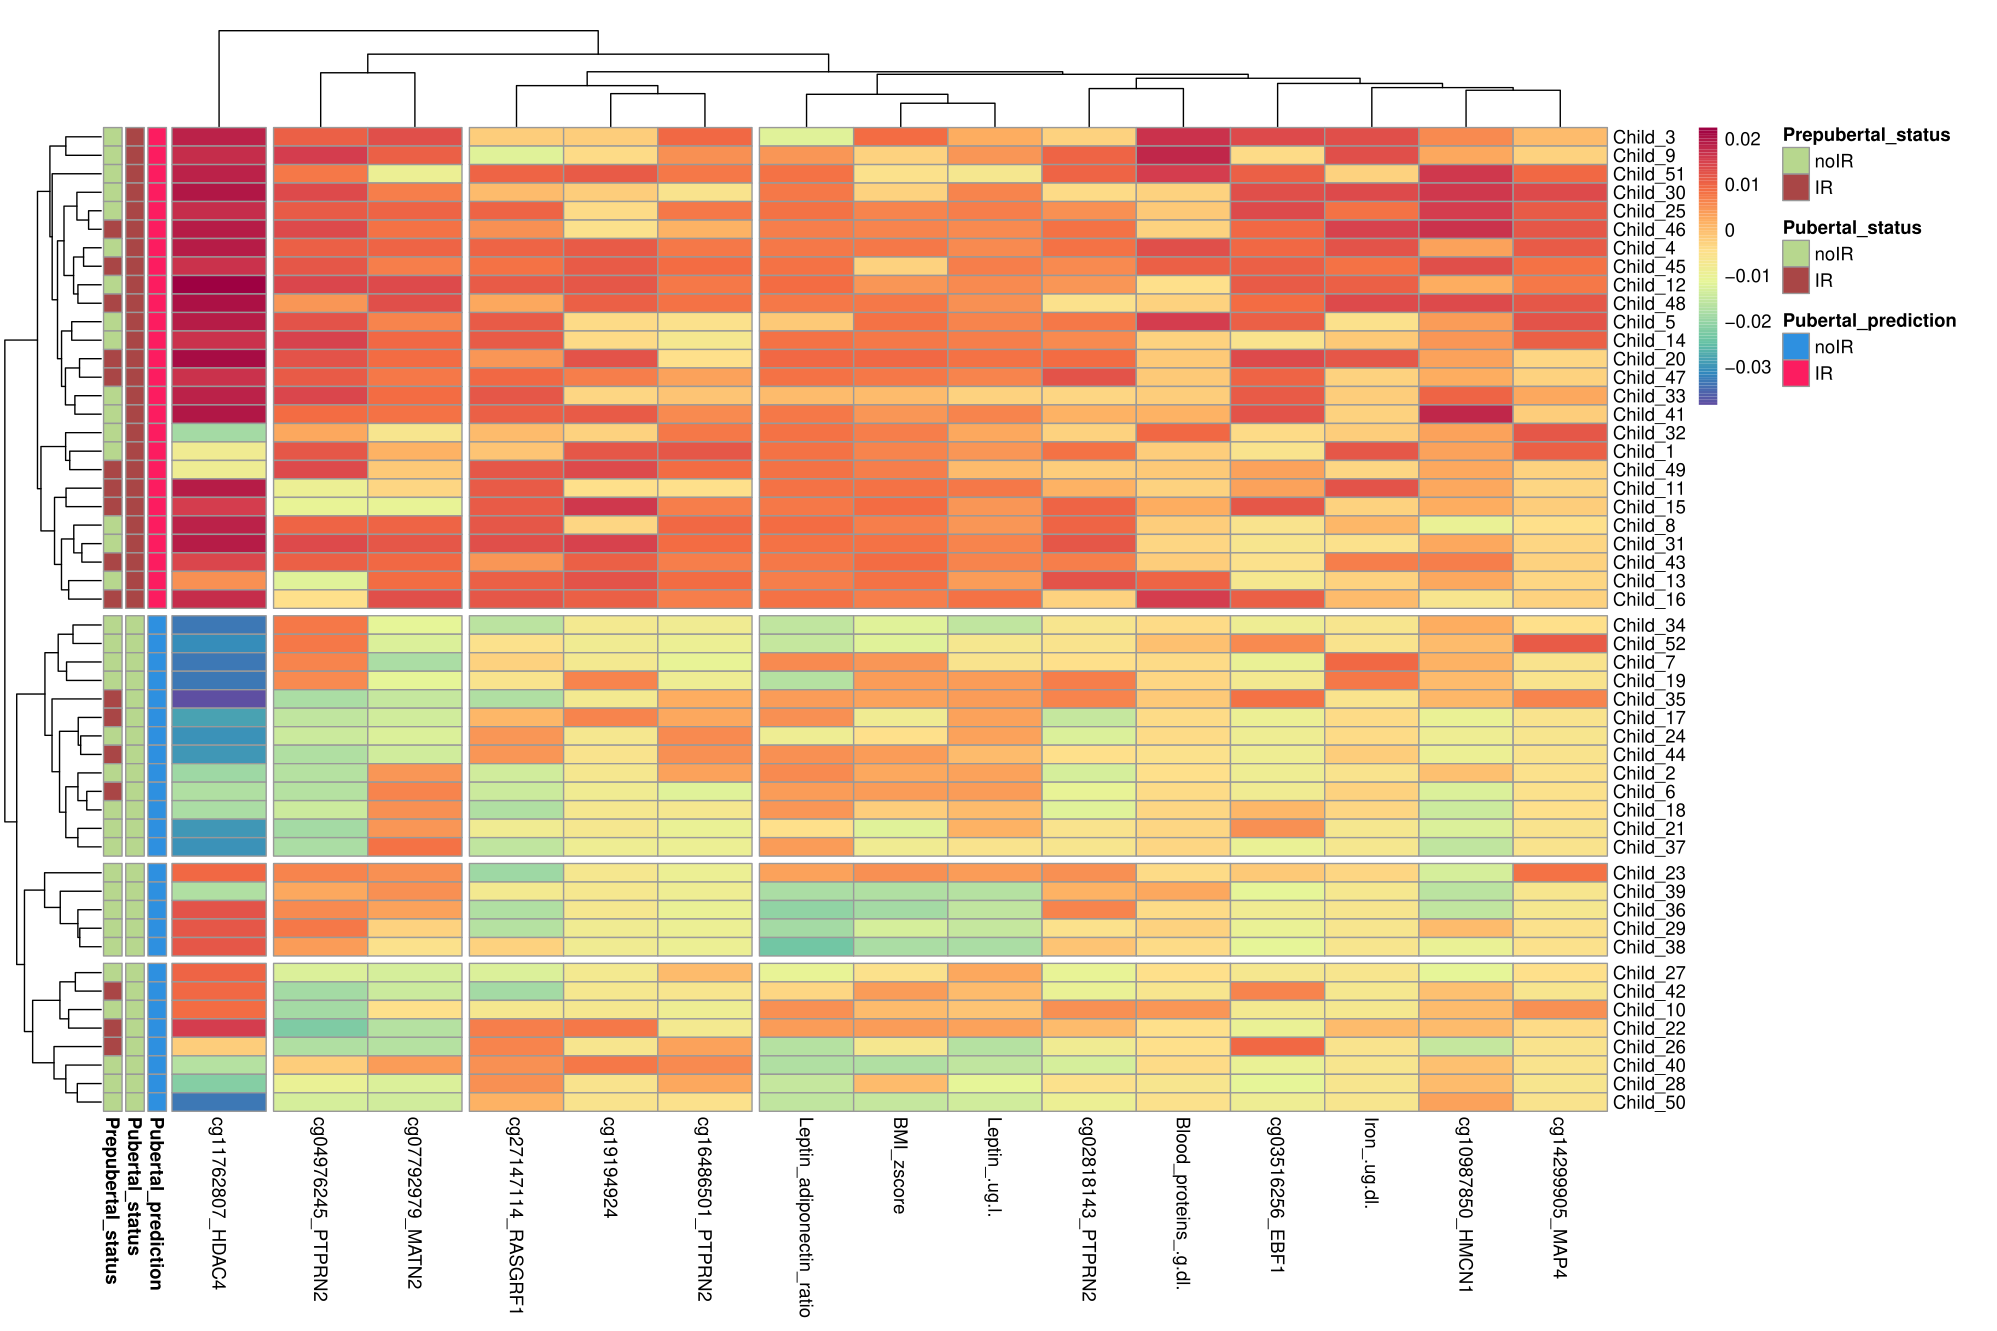 Child_3
Child_9
Child_51
Child_30
Child_25
Child_46
Child_4
Child_45
Child_12
Child_48
Child_5
Child_14
Child_20
Child_47
Child_33
Child_41
Child_32
Child_1
Child_49
Child_11
Child_15
Child_8
Child_31
Child_43
Child_13
Child_16
Child_34
Child_52
Child_7
Child_19
Child_35
Child_17
Child_24
Child_44
Child_2
Child_6
Child_18
Child_21
Child_37
Child_23
Child_39
Child_36
Child_29
Child_38
Child_27
Child_42
Child_10
Child_22
Child_26
Child_40
Child_28
Child_50
0.02
0.01
0
−0.01
−0.02
−0.03
Prepubertal_status
noIR
IR
Pubertal_status
noIR
IR
Pubertal_prediction
noIR
IR
Prepubertal_status
Pubertal_status
Pubertal_prediction
cg11762807_HDAC4
cg04976245_PTPRN2
cg07792979_MATN2
cg27147114_RASGRF1
cg19194924
cg16486501_PTPRN2
Leptin_adiponectin_ratio
BMI_zscore
Leptin_.ug.l.
cg02818143_PTPRN2
Blood_proteins_.g.dl.
cg03516256_EBF1
Iron_.ug.dl.
cg10987850_HMCN1
cg14299905_MAP4